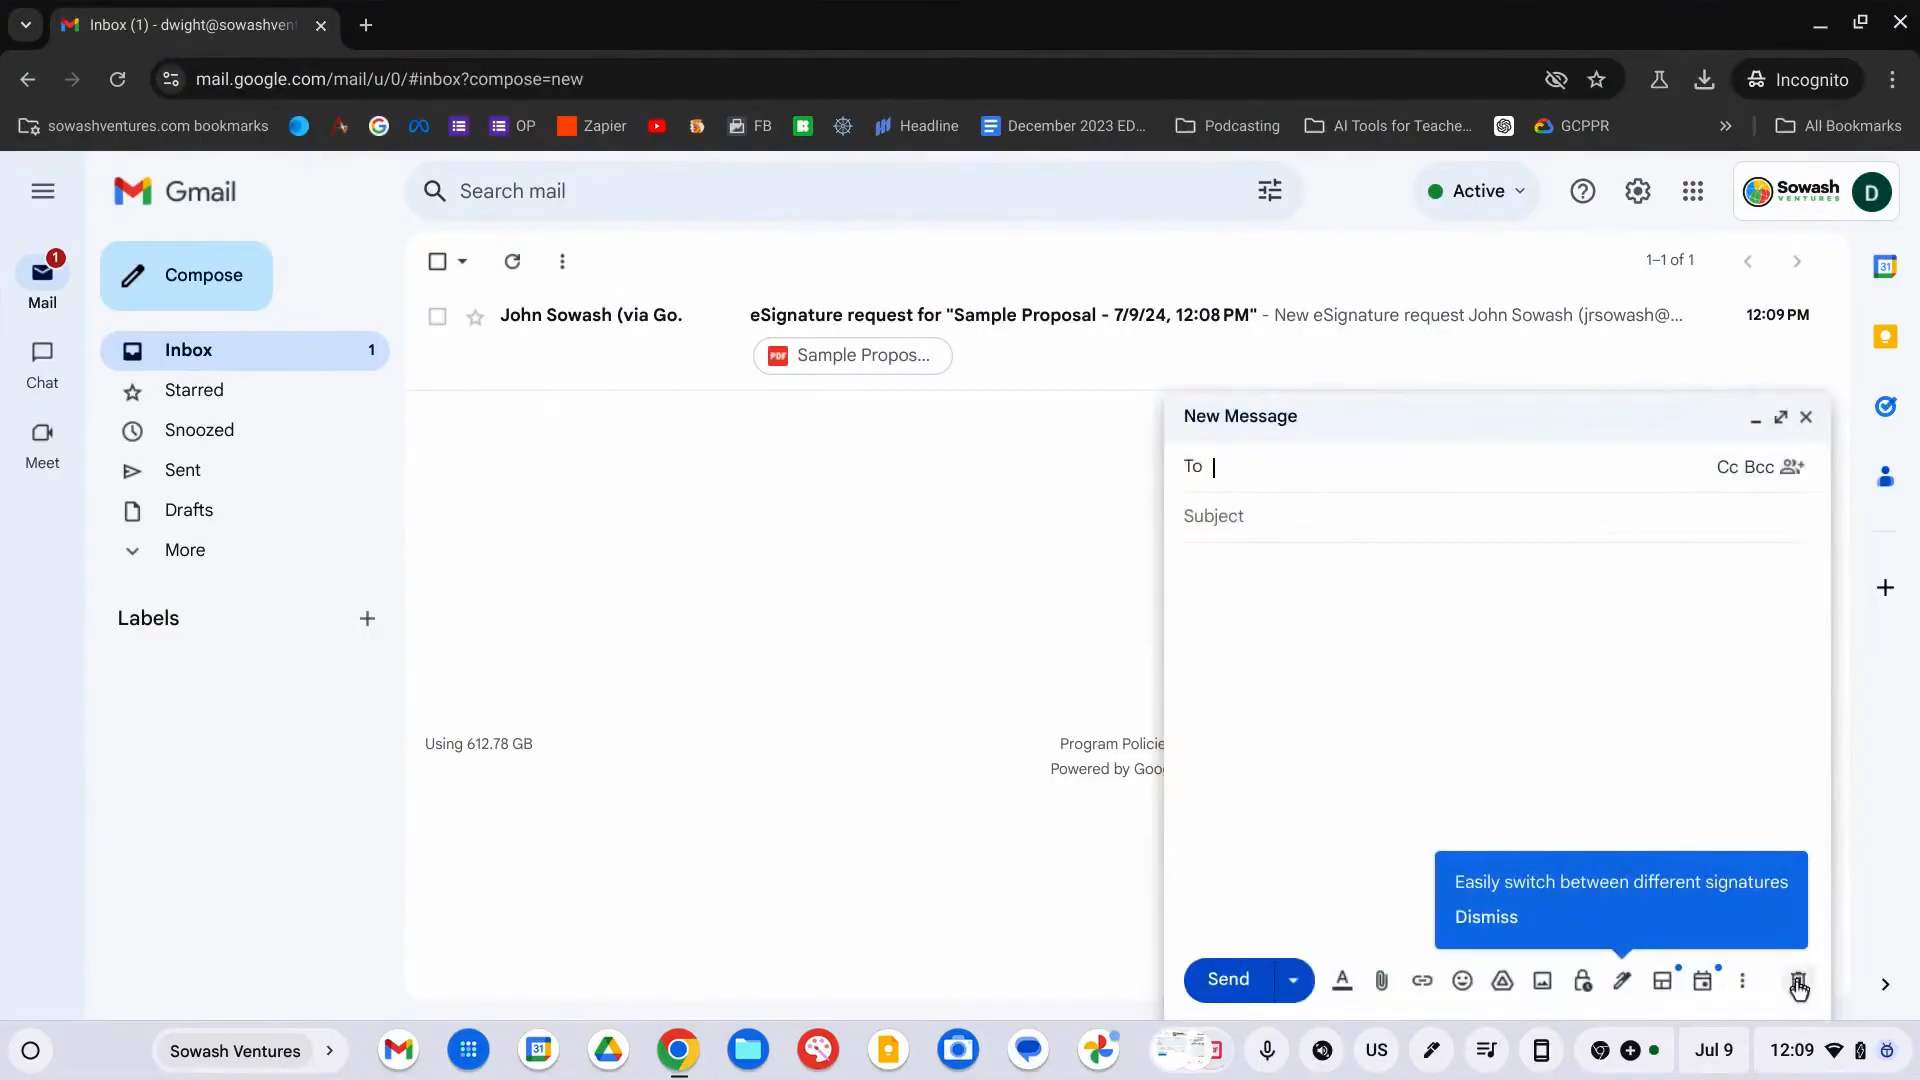 Inbox (1) - dwight@sowashven
mail.google.com/mail/u/0/#inbox?compose=new
Incognito
sowashventures.com bookmarks
OP
Zapier
FB
Headline
December 2023 ED...
Podcasting
AI Tools for Teache...
GCPPR
All Bookmarks
Gmail
Search mail
Active
Sowash
VENTURES
D
1
Mail
Chat
Meet
Compose
Inbox 1
Starred
Snoozed
Sent
Drafts
More
Labels
1–1 of 1
John Sowash (via Go. eSignature request for "Sample Proposal - 7/9/24, 12:08 PM" - New eSignature request John Sowash (jrsowash@... 12:09 PM
PDF Sample Propos...
Using 612.78 GB
Program Policie
Powered by Goo
New Message
To Cc Bcc
Subject
Easily switch between different signatures
Dismiss
Send
31
Sowash Ventures
31
US
Jul 9
12:09